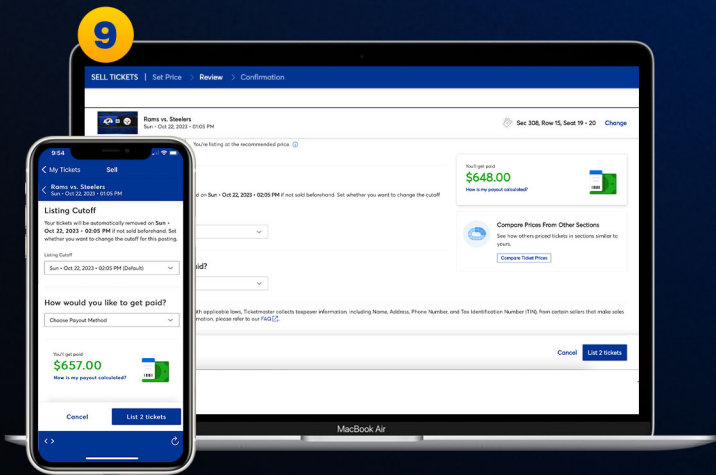 9
SELL TICKETS | Set Price > Review > Confirmation
Rams vs. Steelers
Sun • Oct 22, 2023 • 01:05 PM
Sec 308, Row 15, Seat 19 - 20 Change
You're listing at the recommended price.
You'll get paid
$648.00
How is my payout calculated?
d on Sun • Oct 22, 2023 • 02:05 PM if not sold beforehand. Set whether you want to change the cutoff
Compare Prices From Other Sections
See how others priced tickets in sections similar to
yours.
Compare Ticket Prices
id?
th applicable laws, Ticketmaster collects taxpayer information including Name, Address, Phone Number, and Tax Identification Number (TIN), from certain sellers that make sales
rmation, please refer to our FAQ
Cancel List 2 tickets
MacBook Air
9:54
< My Tickets Sell
< Rams vs. Steelers
Sun • Oct 22, 2023 • 01:05 PM
Listing Cutoff
Your tickets will be automatically removed on Sun •
Oct 22, 2023 • 02:05 PM if not sold beforehand. Set
whether you want to change the cutoff for this posting.
Listing Cutoff
Sun • Oct 22, 2023 • 02:05 PM (Default)
How would you like to get paid?
Choose Payout Method
You'll get paid
$657.00
How is my payout calculated?
Cancel List 2 tickets